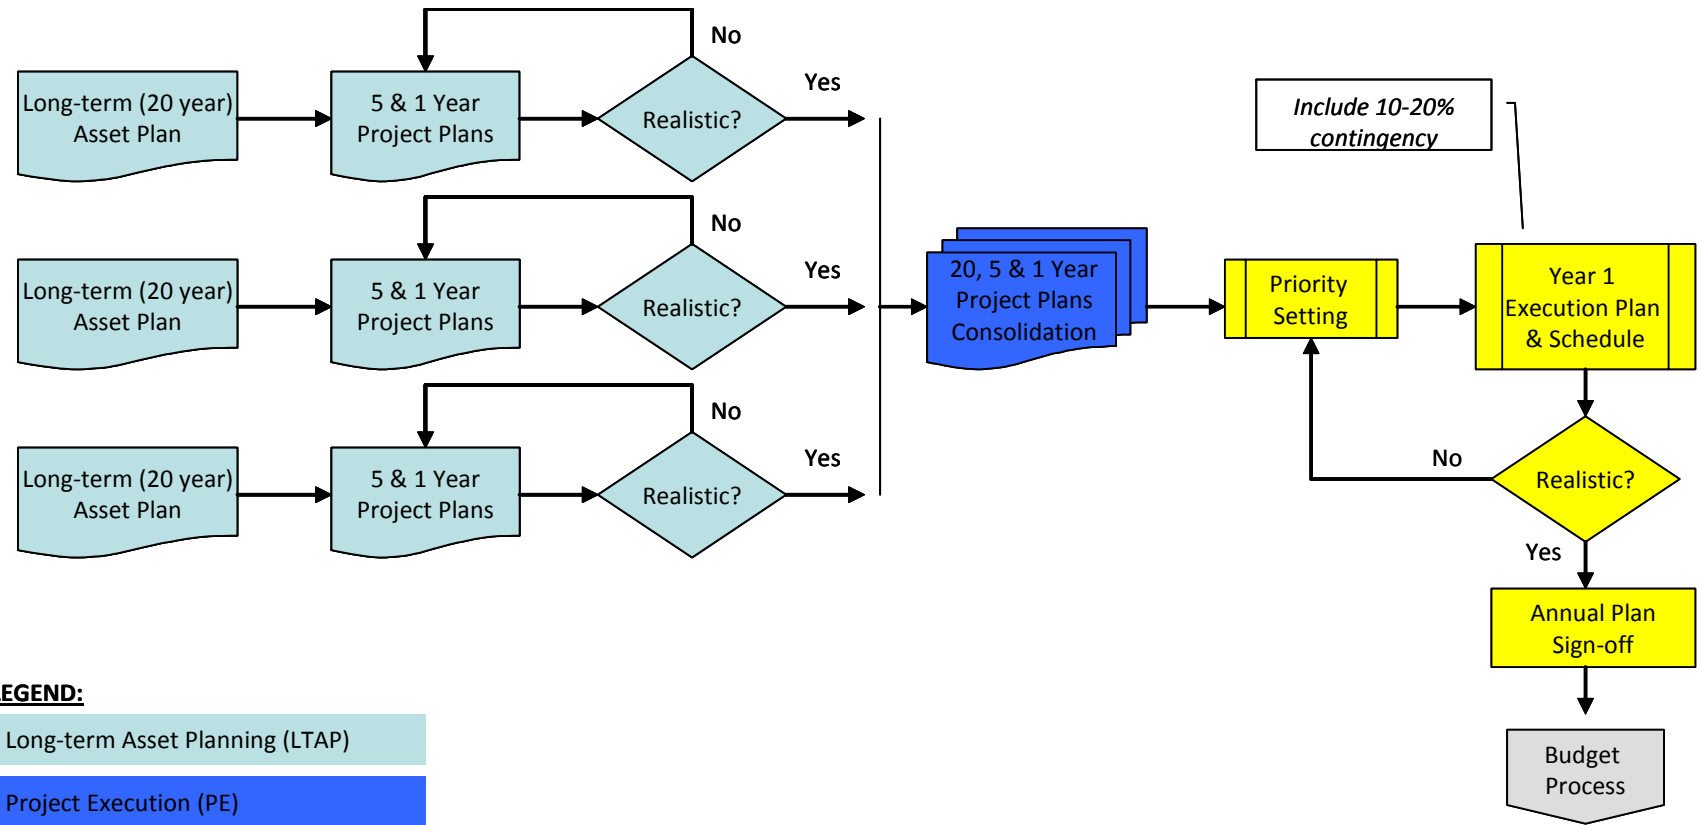 No
Yes
Long-term (20 year)
Asset Plan
5 & 1 Year
Project Plans
Realistic?
Include 10-20%
contingency
No
Yes
Long-term (20 year)
Asset Plan
5 & 1 Year
Project Plans
Realistic?
20, 5 & 1 Year
Project Plans
Consolidation
Priority
Setting
Year 1
Execution Plan
& Schedule
No
Yes
Long-term (20 year)
Asset Plan
5 & 1 Year
Project Plans
Realistic?
No
Realistic?
Yes
Annual Plan
Sign-off
Budget
Process
LEGEND:
Long-term Asset Planning (LTAP)
Project Execution (PE)